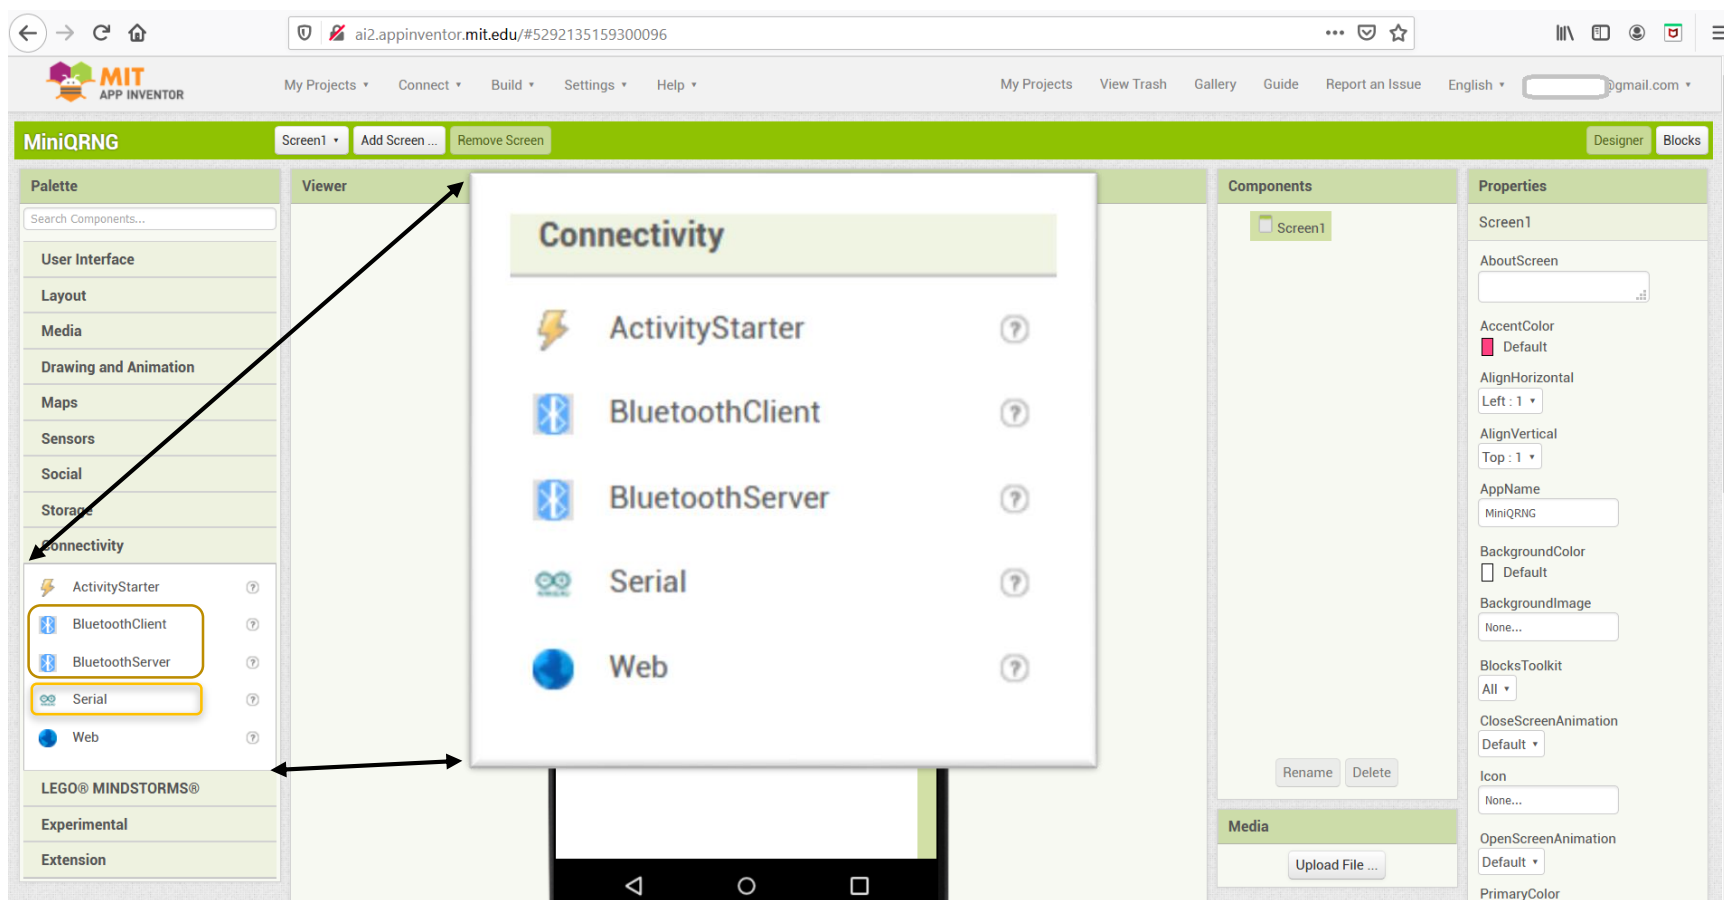 ai2.appinventor.mit.edu/#5292135159300096
MIT
APP INVENTOR
My Projects Connect Build Settings Help
My Projects View Trash Gallery Guide Report an Issue English @gmail.com
MiniQRNG
Screen1 Add Screen ... Remove Screen
Designer Blocks
Palette
Search Components...
User Interface
Layout
Media
Drawing and Animation
Maps
Sensors
Social
Storage
Connectivity
ActivityStarter
BluetoothClient
BluetoothServer
Serial
Web
LEGO® MINDSTORMS®
Experimental
Extension
Viewer
Connectivity
ActivityStarter
BluetoothClient
BluetoothServer
Serial
Web
Components
Screen1
Rename Delete
Media
Upload File ...
Properties
Screen1
AboutScreen
AccentColor
Default
AlignHorizontal
Left : 1
AlignVertical
Top : 1
AppName
MiniQRNG
BackgroundColor
Default
BackgroundImage
None...
BlocksToolkit
All
CloseScreenAnimation
Default
Icon
None...
OpenScreenAnimation
Default
PrimaryColor